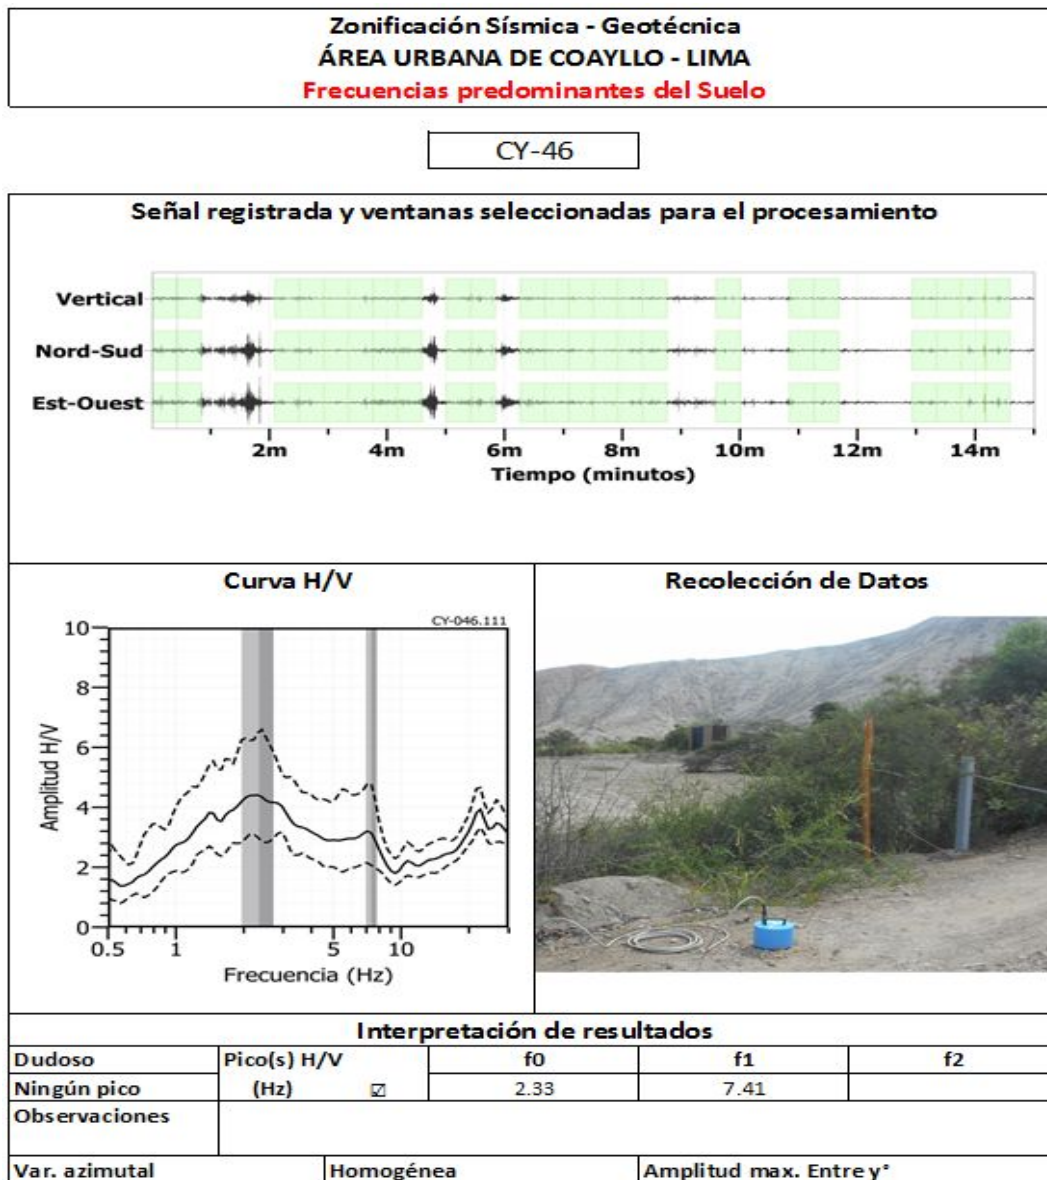 Zonificación Sísmica - Geotécnica
ÁREA URBANA DE COAYLLO - LIMA
Frecuencias predominantes del Suelo
CY-46
Señal registrada y ventanas seleccionadas para el procesamiento
Vertical
Nord-Sud
Est-Ouest
2m 4m 6m 8m 10m 12m 14m
Tiempo (minutos)
Curva H/V
CY-046.111
10
8
6
4
2
0
Amplitud H/V
0.5 1 5 10
Frecuencia (Hz)
Recolección de Datos
Interpretación de resultados
Dudoso Pico(s) H/V f0 f1 f2
Ningún pico (Hz) ☑ 2.33 7.41
Observaciones
Var. azimutal Homogénea Amplitud max. Entre y°